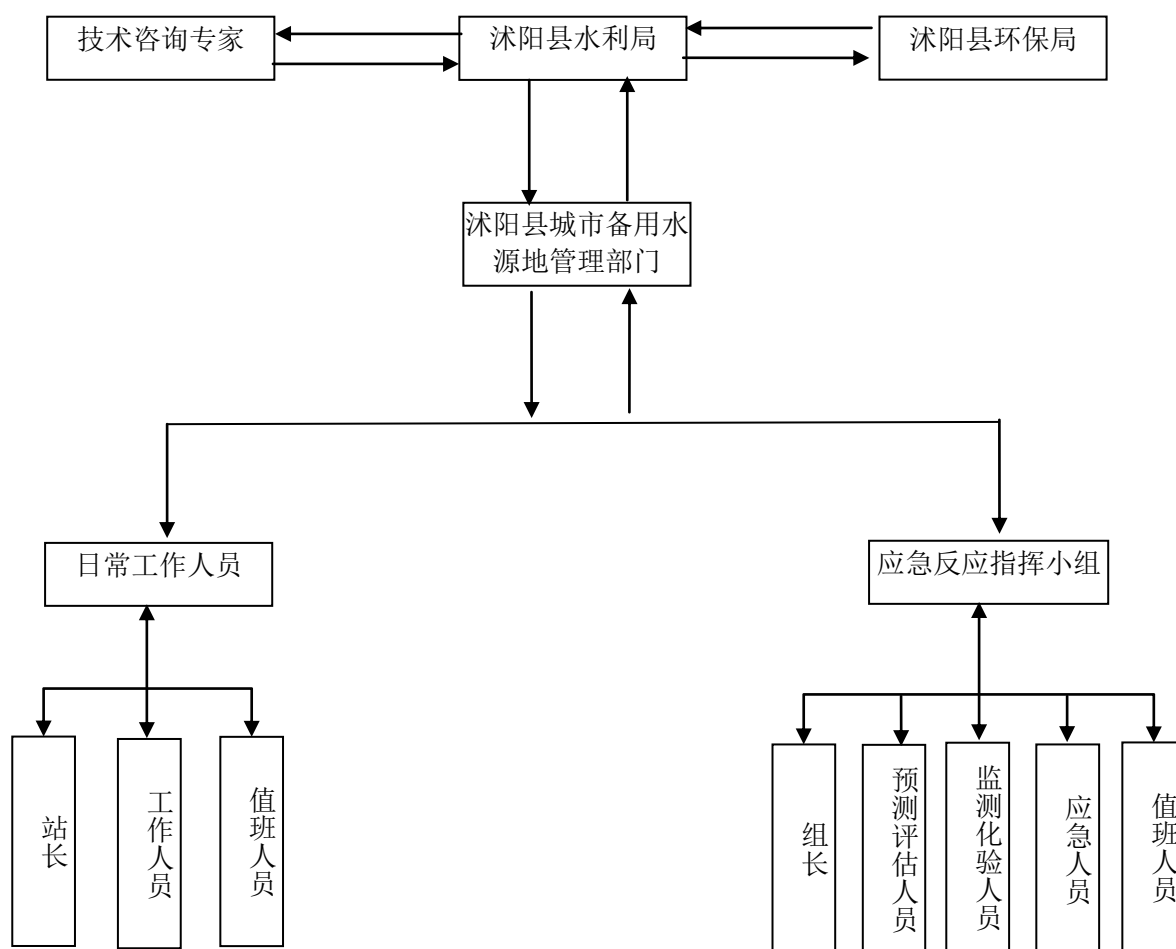 技术咨询专家
沭阳县水利局
沭阳县环保局
沭阳县城市备用水
源地管理部门
日常工作人员
应急反应指挥小组
站长
工作人员
值班人员
组长
预测评估人员
监测化验人员
应急人员
值班人员